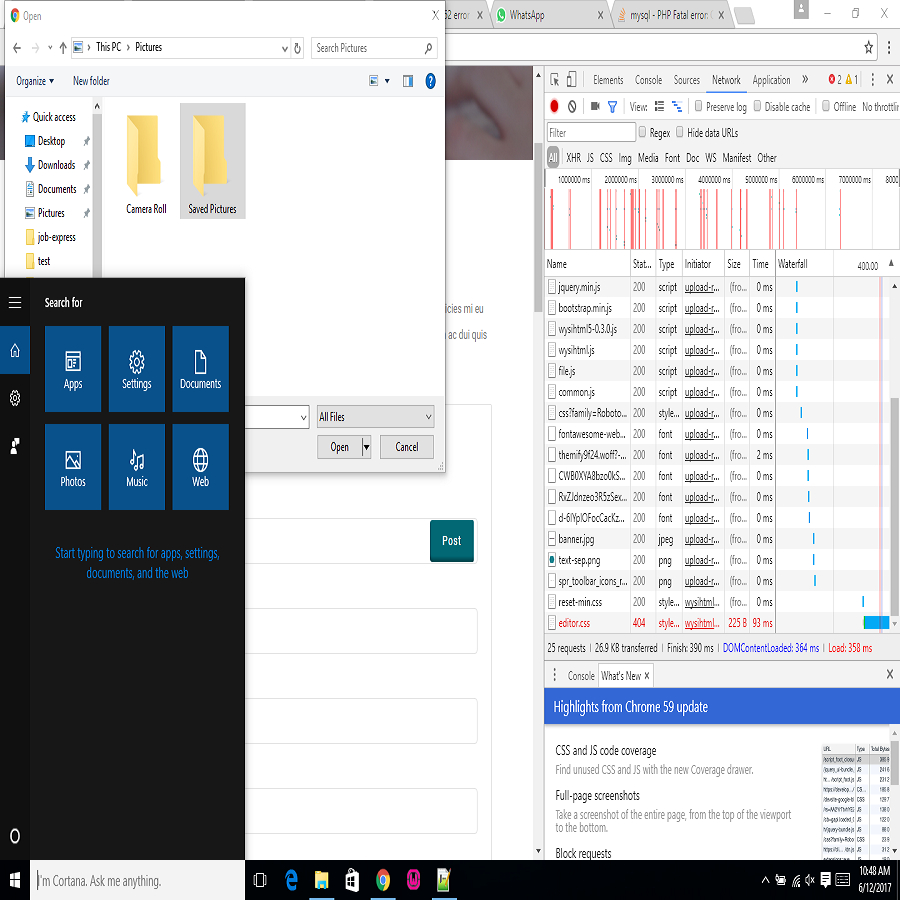 Open
52 error
WhatsApp
mysql - PHP Fatal error: C
This PC > Pictures
Search Pictures
Organize
New folder
Quick access
Desktop
Downloads
Documents
Pictures
job-express
test
Camera Roll
Saved Pictures
All Files
Open
Cancel
icies mi eu
ac dui quis
Post
Search for
Apps
Settings
Documents
Photos
Music
Web
Start typing to search for apps, settings,
documents, and the web
I'm Cortana. Ask me anything.
Elements Console Sources Network Application » 2 1
View: Preserve log Disable cache Offline No throttlin
Filter Regex Hide data URLs
All XHR JS CSS Img Media Font Doc WS Manifest Other
1000000 ms 2000000 ms 3000000 ms 4000000 ms 5000000 ms 6000000 ms 7000000 ms 8000
Name Stat... Type Initiator Size Time Waterfall 400.00
jquery.min.js 200 script upload-r... (fro... 0 ms
bootstrap.min.js 200 script upload-r... (fro... 0 ms
wysihtml5-0.3.0.js 200 script upload-r... (fro... 0 ms
wysihtml.js 200 script upload-r... (fro... 0 ms
file.js 200 script upload-r... (fro... 0 ms
common.js 200 script upload-r... (fro... 0 ms
css?family=Roboto... 200 style... upload-r... (fro... 0 ms
fontawesome-web... 200 font upload-r... (fro... 0 ms
themify9f24.woff?-... 200 font upload-r... (fro... 2 ms
CWB0XYA8bzo0kS... 200 font upload-r... (fro... 0 ms
RxZJdnzeo3R5zSex... 200 font upload-r... (fro... 0 ms
d-6IYplOFocCacKz... 200 font upload-r... (fro... 0 ms
banner.jpg 200 jpeg upload-r... (fro... 0 ms
text-sep.png 200 png upload-r... (fro... 0 ms
spr_toolbar_icons_r... 200 png upload-r... (fro... 0 ms
reset-min.css 200 style... wysihtml... (fro... 0 ms
editor.css 404 style... wysihtml... 225 B 93 ms
25 requests | 26.9 KB transferred | Finish: 390 ms | DOMContentLoaded: 364 ms | Load: 358 ms
Console What's New
Highlights from Chrome 59 update
CSS and JS code coverage
Find unused CSS and JS with the new Coverage drawer.
Full-page screenshots
Take a screenshot of the entire page, from the top of the viewport
to the bottom.
Block requests
URL Type Total Bytes
10:48 AM
6/12/2017